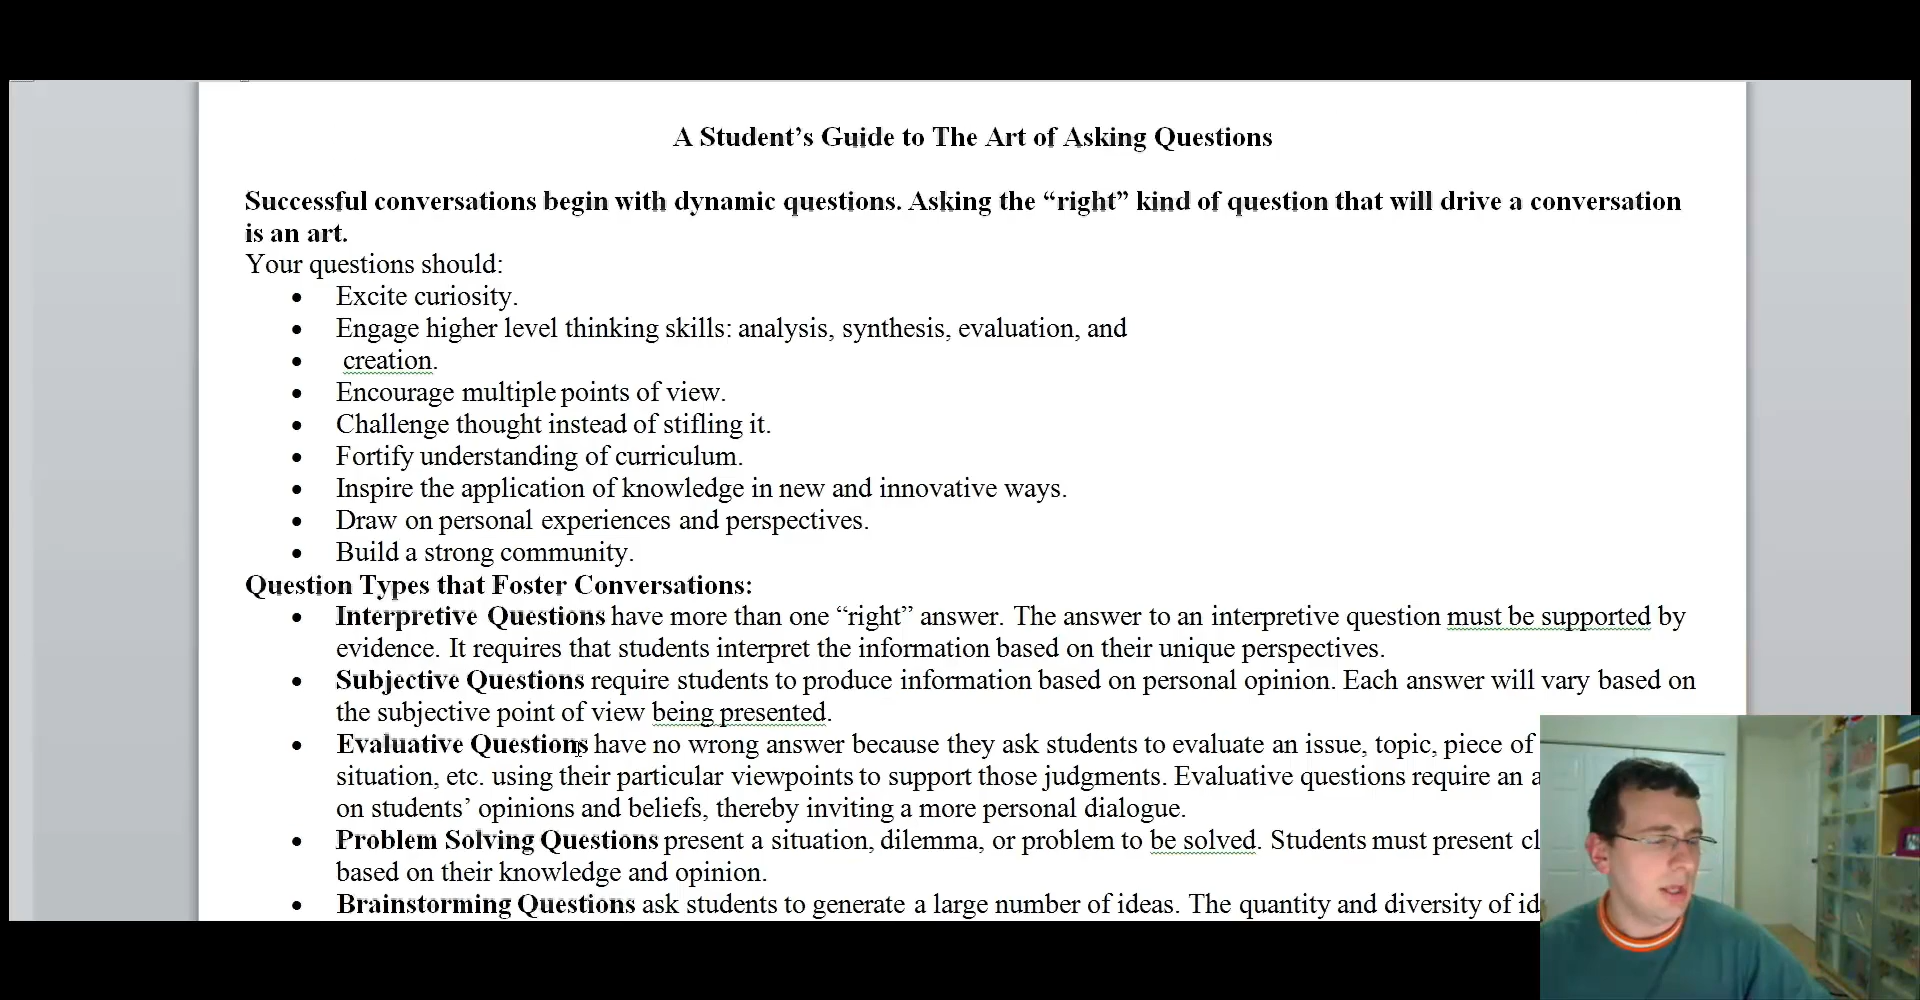 A Student’s Guide to The Art of Asking Questions
Successful conversations begin with dynamic questions. Asking the “right” kind of question that will drive a conversation
is an art.
Your questions should:
• Excite curiosity.
• Engage higher level thinking skills: analysis, synthesis, evaluation, and
• creation.
• Encourage multiple points of view.
• Challenge thought instead of stifling it.
• Fortify understanding of curriculum.
• Inspire the application of knowledge in new and innovative ways.
• Draw on personal experiences and perspectives.
• Build a strong community.
Question Types that Foster Conversations:
• Interpretive Questions have more than one “right” answer. The answer to an interpretive question must be supported by
evidence. It requires that students interpret the information based on their unique perspectives.
• Subjective Questions require students to produce information based on personal opinion. Each answer will vary based on
the subjective point of view being presented.
• Evaluative Questions have no wrong answer because they ask students to evaluate an issue, topic, piece of
situation, etc. using their particular viewpoints to support those judgments. Evaluative questions require an
on students’ opinions and beliefs, thereby inviting a more personal dialogue.
• Problem Solving Questions present a situation, dilemma, or problem to be solved. Students must present
based on their knowledge and opinion.
• Brainstorming Questions ask students to generate a large number of ideas. The quantity and diversity of